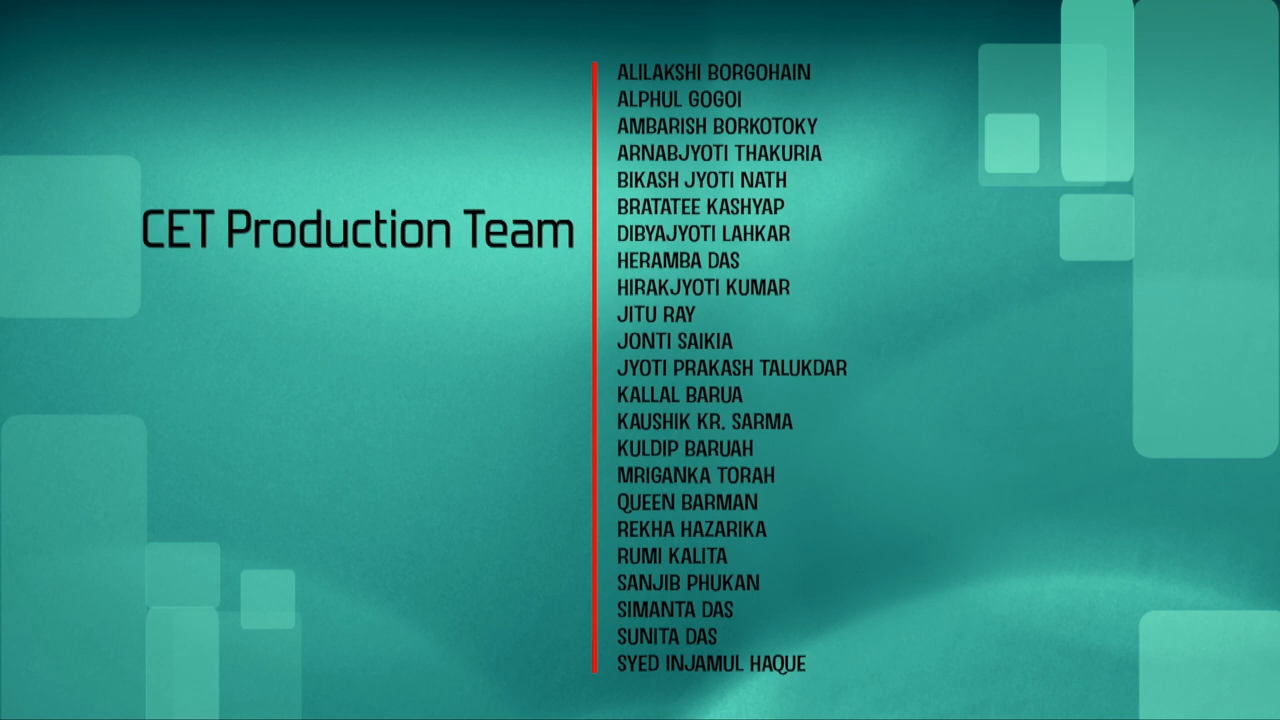 CET Production Team
ALILAKSHI BORGOHAIN
ALPHUL GOGOI
AMBARISH BORKOTOKY
ARNABJYOTI THAKURIA
BIKASH JYOTI NATH
BRATATEE KASHYAP
DIBYAJYOTI LAHKAR
HERAMBA DAS
HIRAKJYOTI KUMAR
JITU RAY
JONTI SAIKIA
JYOTI PRAKASH TALUKDAR
KALLAL BARUA
KAUSHIK KR. SARMA
KULDIP BARUAH
MRIGANKA TORAH
QUEEN BARMAN
REKHA HAZARIKA
RUMI KALITA
SANJIB PHUKAN
SIMANTA DAS
SUNITA DAS
SYED INJAMUL HAQUE